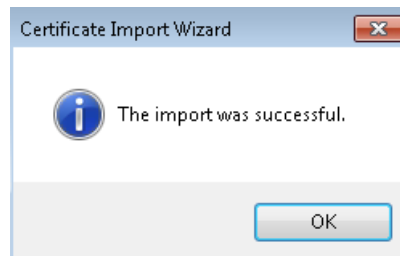 Certificate Import Wizard
The import was successful.
OK